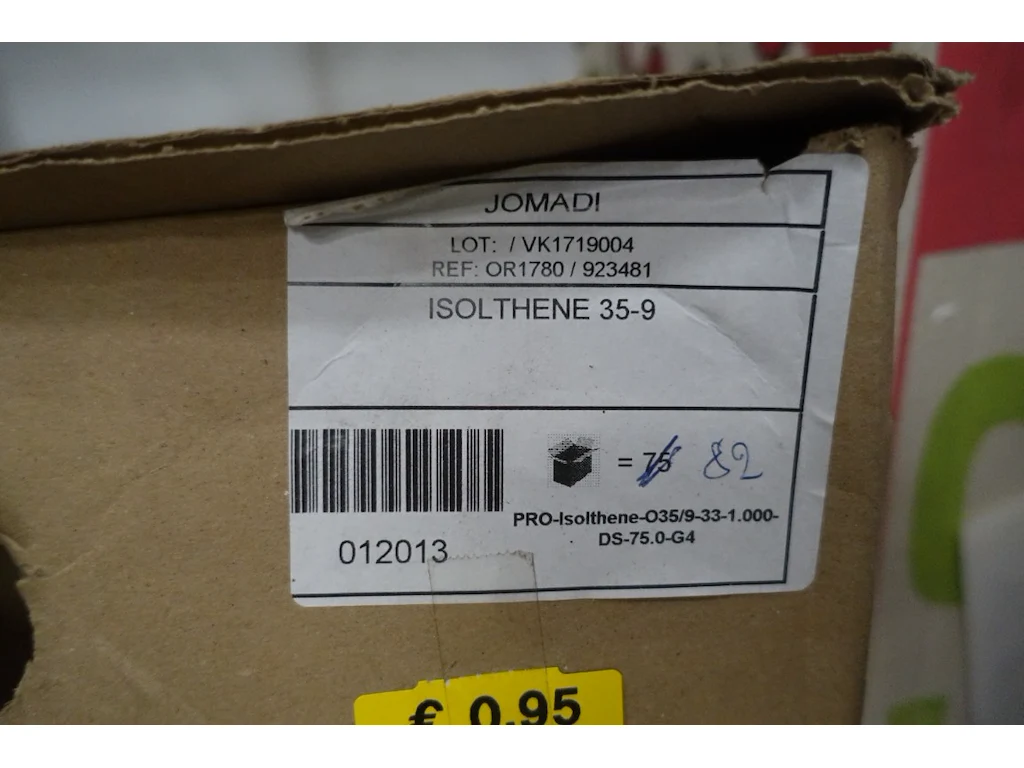 JOMADI
LOT: / VK1719004
REF: OR1780 / 923481
ISOLTHENE 35-9
= 75 82
PRO-Isolthene-O35/9-33-1.000-
DS-75.0-G4
012013
€ 0.95